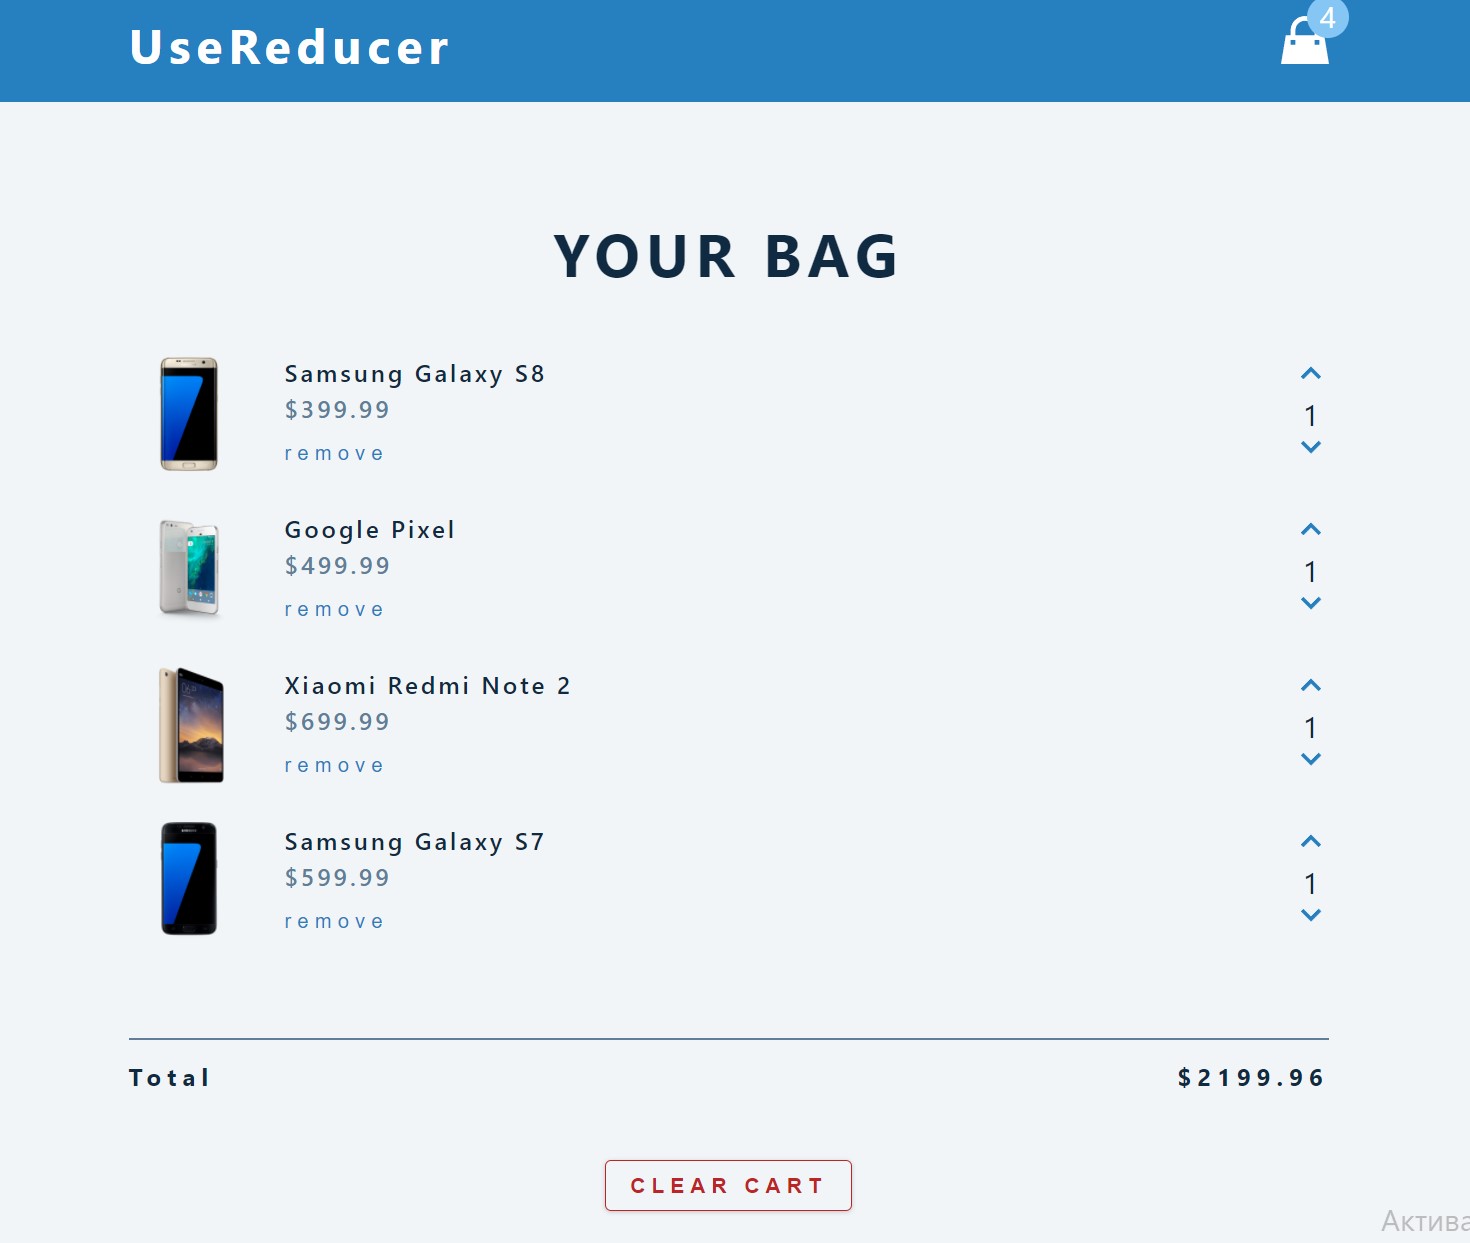 UseReducer
4
YOUR BAG
Samsung Galaxy S8
$399.99
remove
1
Google Pixel
$499.99
remove
1
Xiaomi Redmi Note 2
$699.99
remove
1
Samsung Galaxy S7
$599.99
remove
1
Total $2199.96
CLEAR CART
Актива